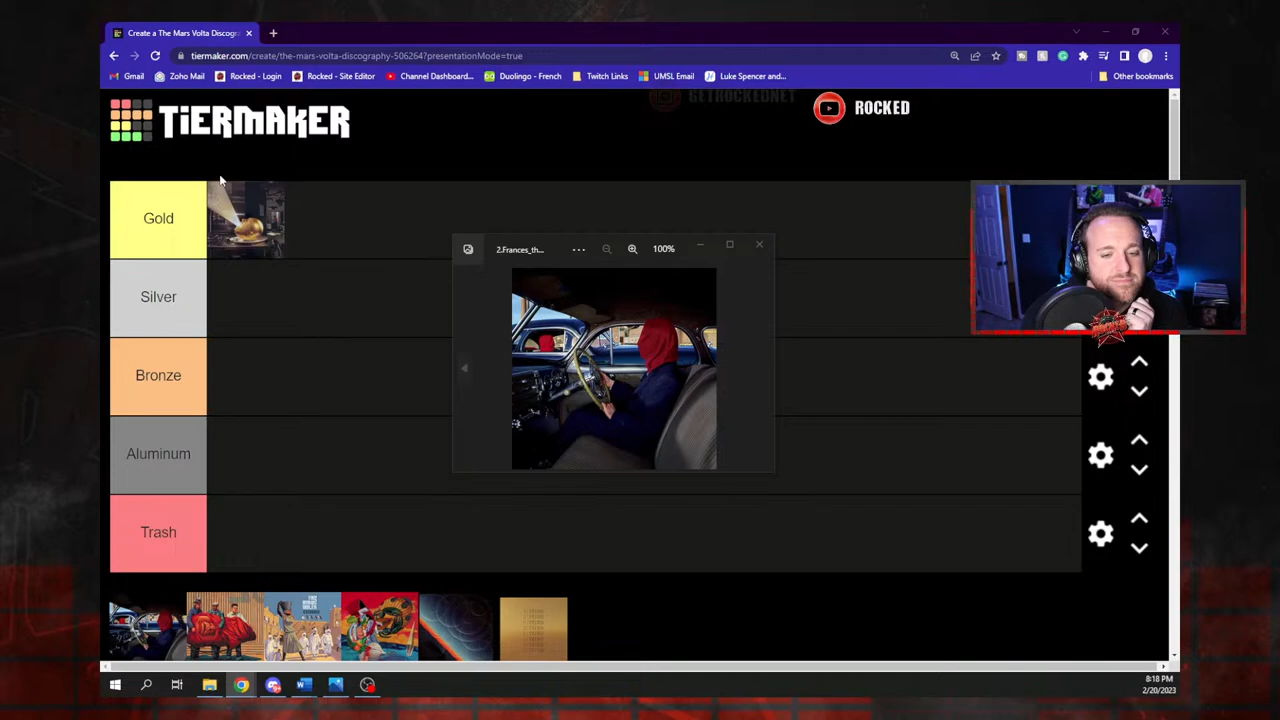 Create a The Mars Volta Discogr
tiermaker.com/create/the-mars-volta-discography-506264?presentationMode=true
Gmail
Zoho Mail
Rocked - Login
Rocked - Site Editor
Channel Dashboard...
Duolingo - French
Twitch Links
UMSL Email
Luke Spencer and...
Other bookmarks
GETROCKEDNET
ROCKED
TiERMAKER
Gold
Silver
Bronze
Aluminum
Trash
2.Frances_th...
100%
8:18 PM
2/20/2023